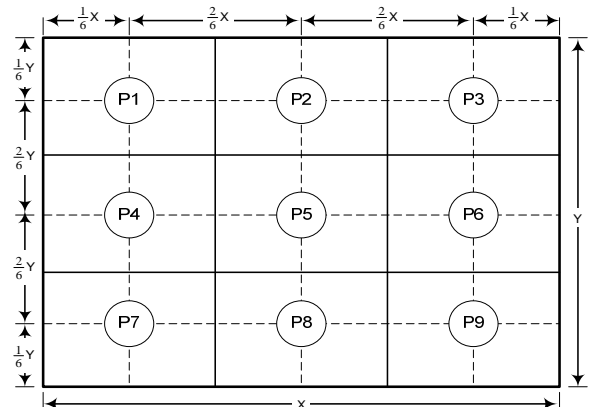 1/6 X 2/6 X 2/6 X 1/6 X
1/6 Y
P1 P2 P3
2/6 Y
P4 P5 P6 Y
2/6 Y
P7 P8 P9
1/6 Y
X